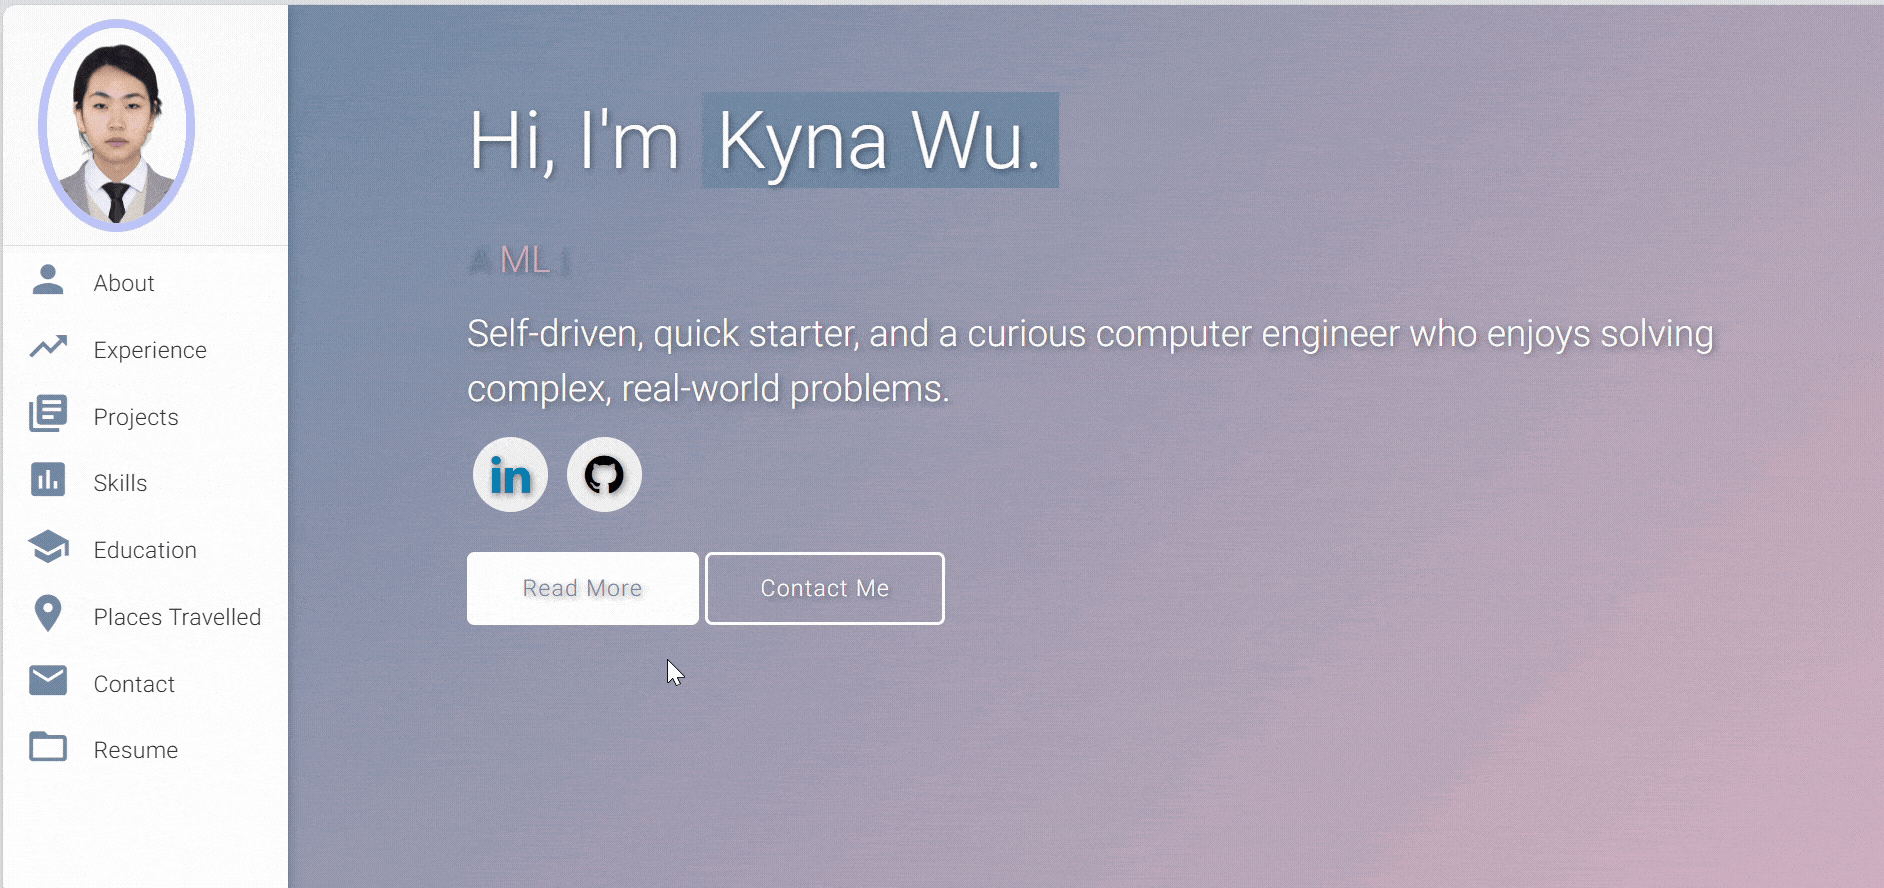 Hi, I'm Kyna Wu.
A ML
Self-driven, quick starter, and a curious computer engineer who enjoys solving
complex, real-world problems.
in
Read More
Contact Me
About
Experience
Projects
Skills
Education
Places Travelled
Contact
Resume